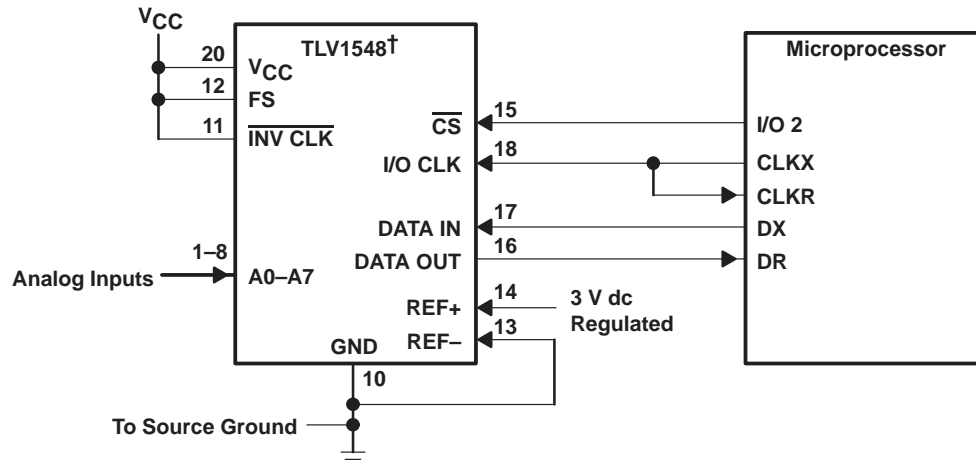 VCC
TLV1548†
Microprocessor
20
VCC
12
FS
11
INV CLK
15
CS
I/O 2
18
I/O CLK
CLKX
CLKR
17
DATA IN
DX
16
DATA OUT
DR
1–8
Analog Inputs
A0–A7
14
REF+
3 V dc
Regulated
13
REF–
GND
10
To Source Ground